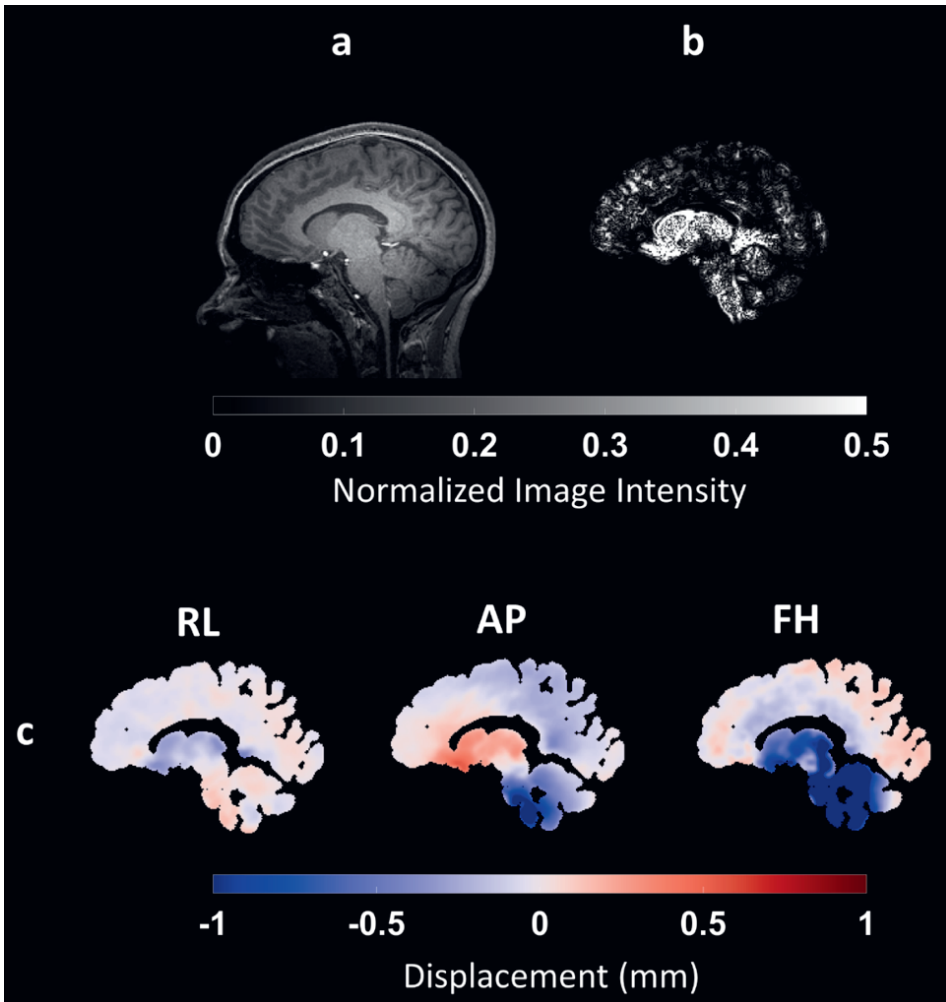 a b
0 0.1 0.2 0.3 0.4 0.5
Normalized Image Intensity
RL AP FH
c
-1 -0.5 0 0.5 1
Displacement (mm)